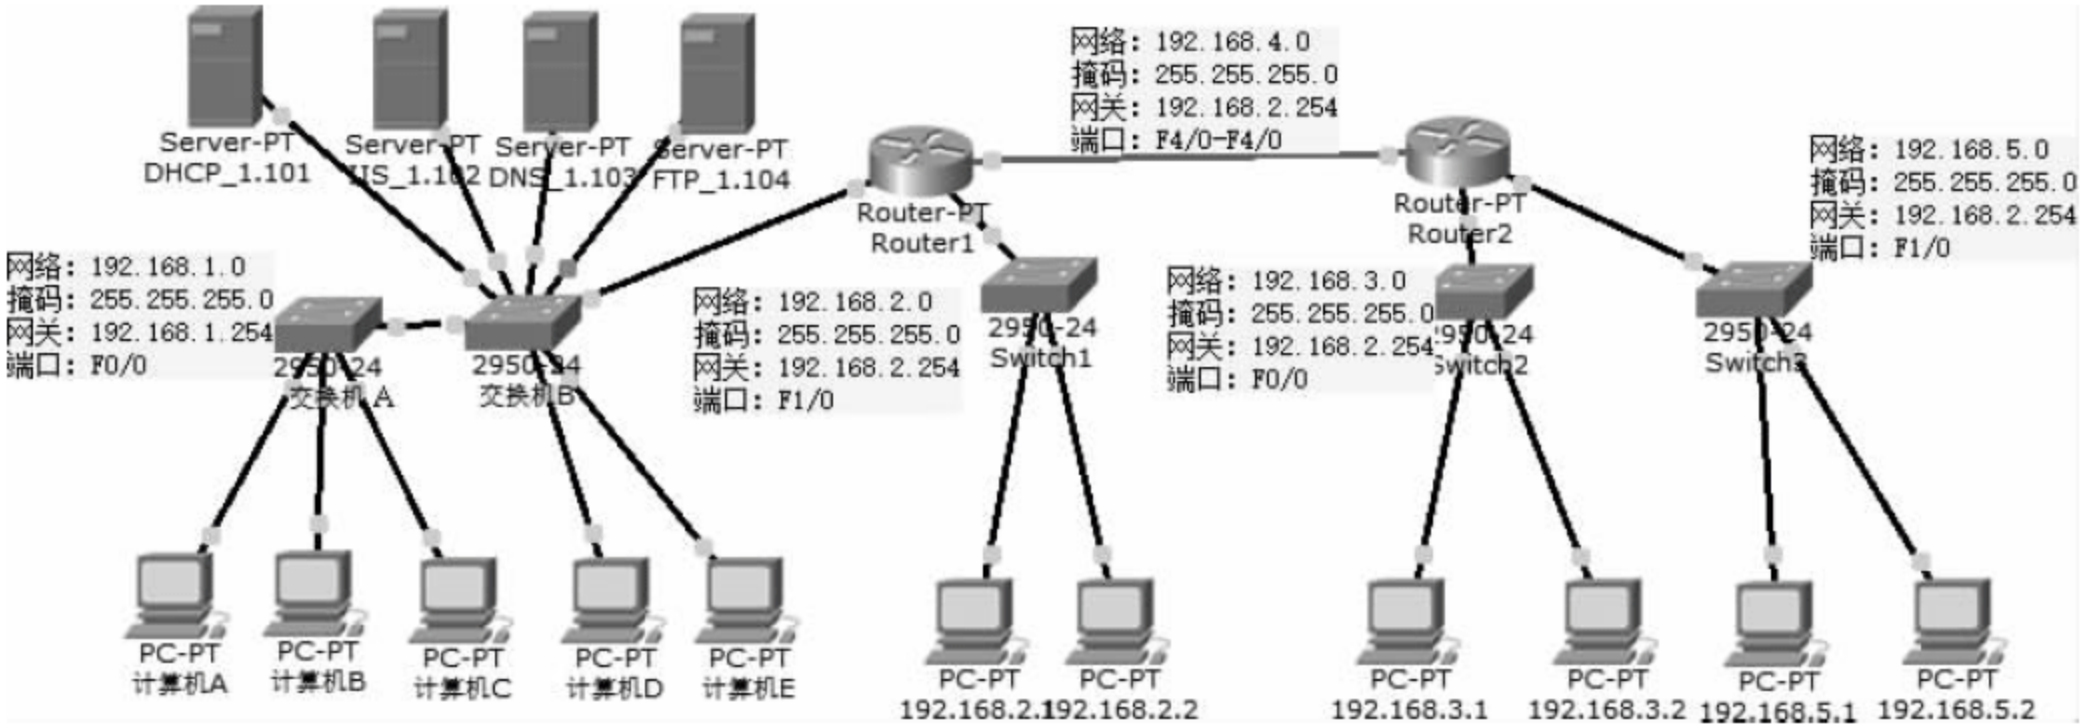 Server-PT
DHCP_1.101
Server-PT
IIS_1.102
Server-PT
DNS_1.103
Server-PT
FTP_1.104
网络: 192.168.4.0
掩码: 255.255.255.0
网关: 192.168.2.254
端口: F4/0-F4/0
Router-PT
Router1
Router-PT
Router2
网络: 192.168.5.0
掩码: 255.255.255.0
网关: 192.168.2.254
端口: F1/0
网络: 192.168.1.0
掩码: 255.255.255.0
网关: 192.168.1.254
端口: F0/0
2950-24
交换机A
2950-24
交换机B
网络: 192.168.2.0
掩码: 255.255.255.0
网关: 192.168.2.254
端口: F1/0
2950-24
Switch1
网络: 192.168.3.0
掩码: 255.255.255.0
网关: 192.168.2.254
端口: F0/0
2950-24
Switch2
2950-24
Switch3
PC-PT
计算机A
PC-PT
计算机B
PC-PT
计算机C
PC-PT
计算机D
PC-PT
计算机E
PC-PT
192.168.2.1
PC-PT
192.168.2.2
PC-PT
192.168.3.1
PC-PT
192.168.3.2
PC-PT
192.168.5.1
PC-PT
192.168.5.2